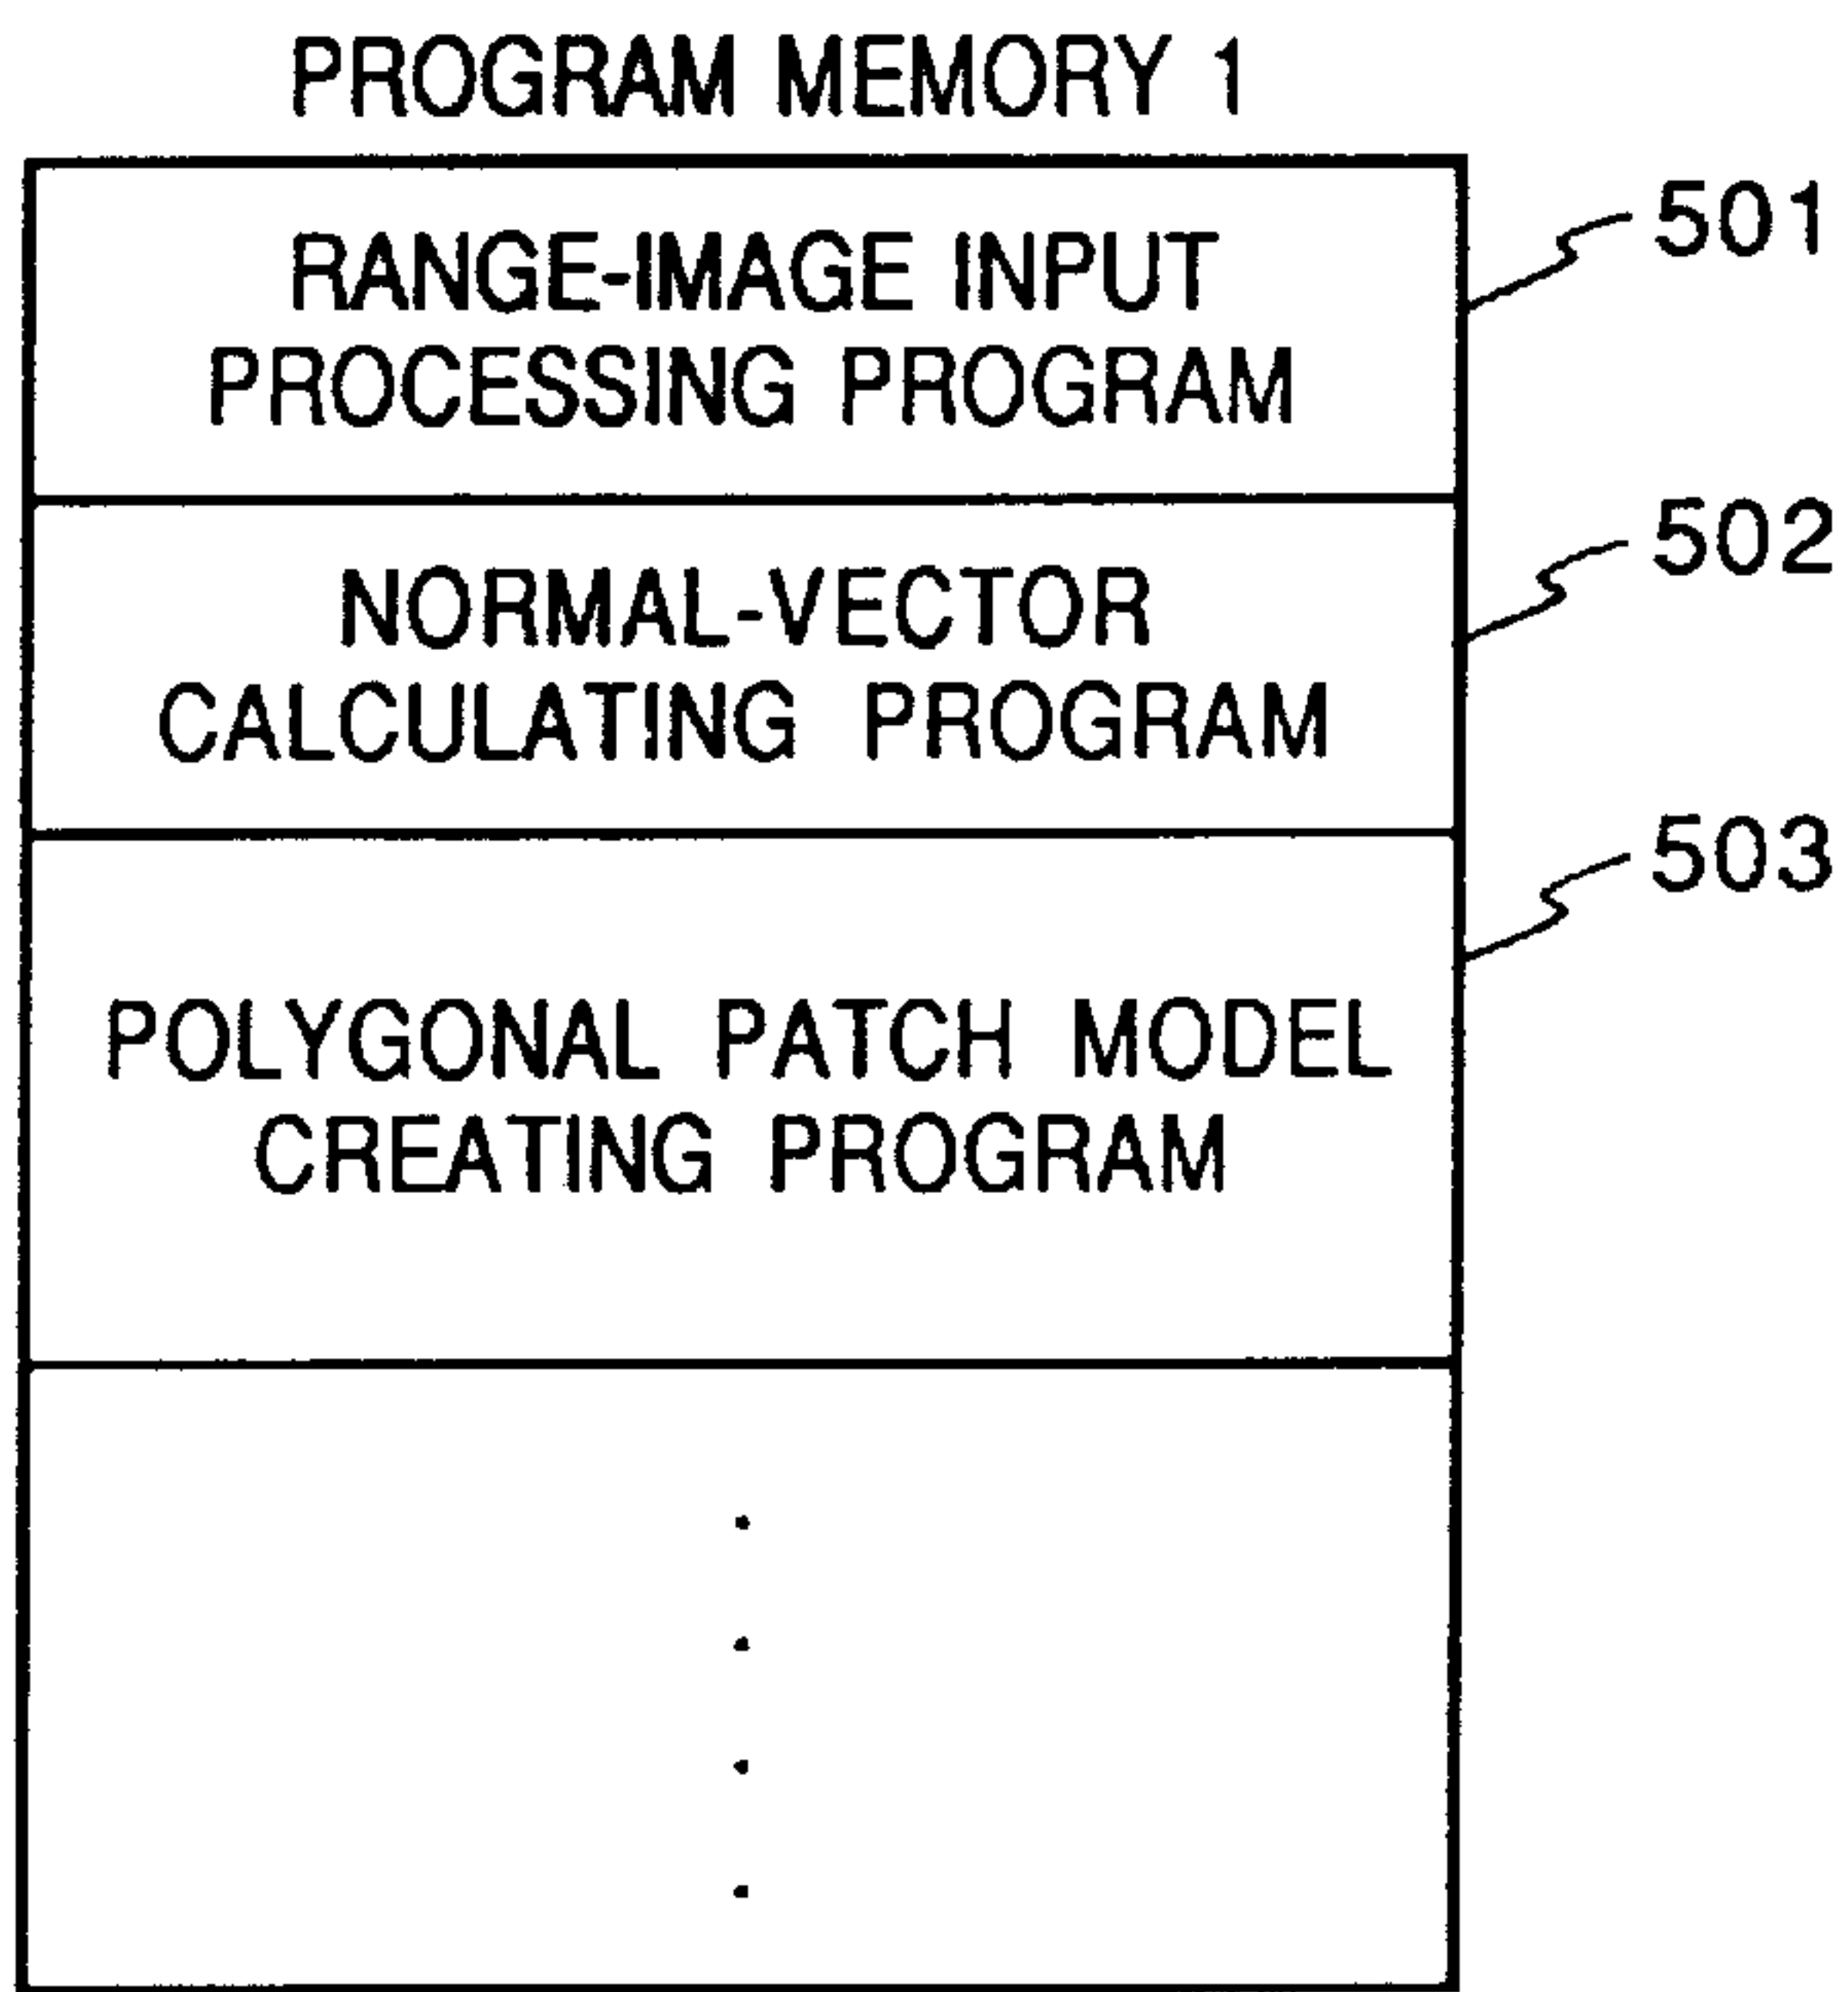 PROGRAM MEMORY 1
RANGE-IMAGE INPUT
PROCESSING PROGRAM
501
NORMAL-VECTOR
CALCULATING PROGRAM
502
POLYGONAL PATCH MODEL
CREATING PROGRAM
503